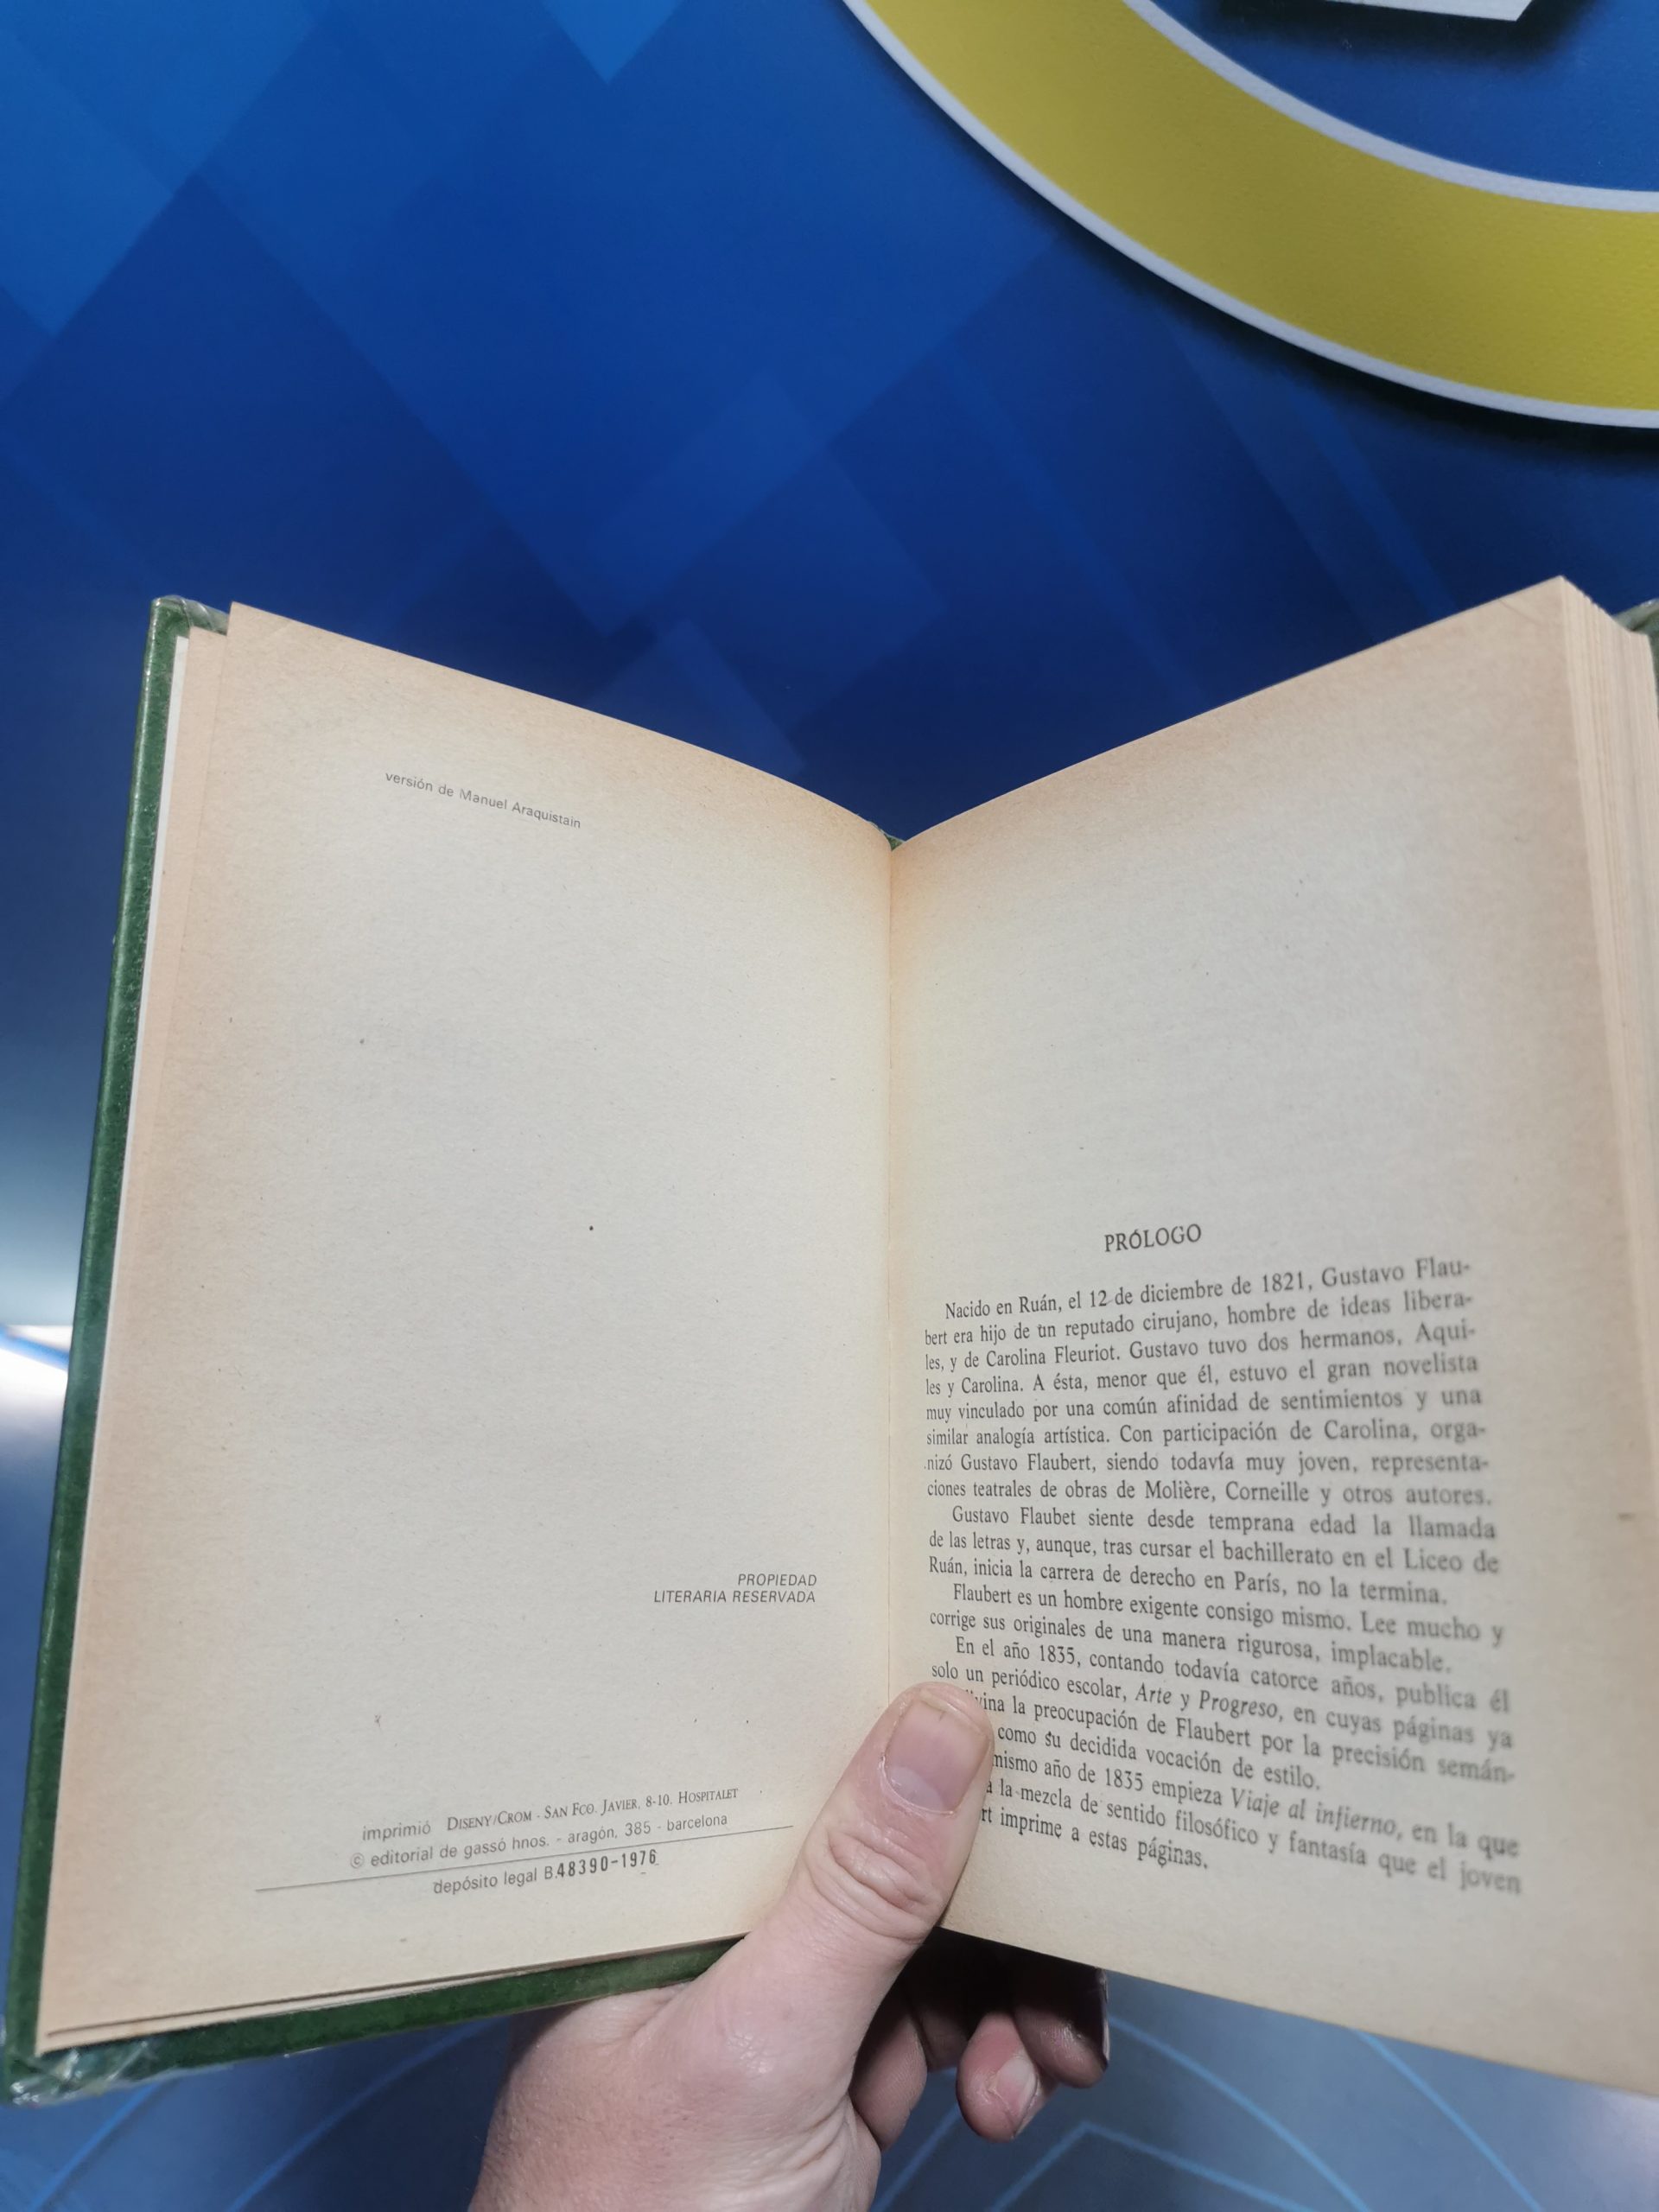 versión de Manuel Araquistain
PROPIEDAD
LITERARIA RESERVADA
imprimió DISENY/CROM - SAN FCO. JAVIER, 8-10. HOSPITALET
© editorial de gassó hnos. - aragón, 385 - barcelona
depósito legal B.48390-1976
PRÓLOGO
Nacido en Ruán, el 12 de diciembre de 1821, Gustavo Flau-
bert era hijo de un reputado cirujano, hombre de ideas libera-
les, y de Carolina Fleuriot. Gustavo tuvo dos hermanos, Aqui-
les y Carolina. A ésta, menor que él, estuvo el gran novelista
muy vinculado por una común afinidad de sentimientos y una
similar analogía artística. Con participación de Carolina, orga-
nizó Gustavo Flaubert, siendo todavía muy joven, representa-
ciones teatrales de obras de Molière, Corneille y otros autores.
Gustavo Flaubet siente desde temprana edad la llamada
de las letras y, aunque, tras cursar el bachillerato en el Liceo de
Ruán, inicia la carrera de derecho en París, no la termina.
Flaubert es un hombre exigente consigo mismo. Lee mucho y
corrige sus originales de una manera rigurosa, implacable.
En el año 1835, contando todavía catorce años, publica él
solo un periódico escolar, Arte y Progreso, en cuyas páginas ya
la preocupación de Flaubert por la precisión semán-
como su decidida vocación de estilo.
mismo año de 1835 empieza Viaje al infierno, en la que
la mezcla de sentido filosófico y fantasía que el joven
imprime a estas páginas.